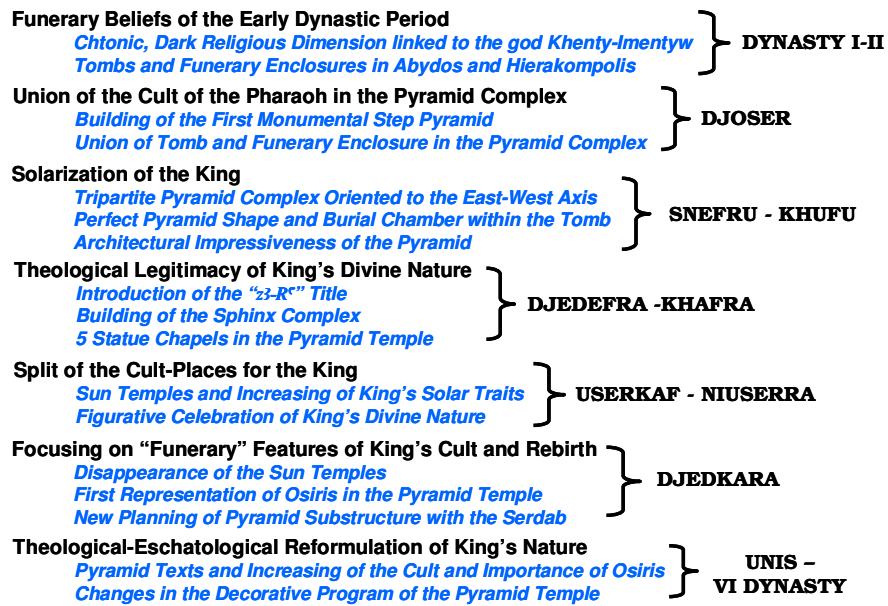 Funerary Beliefs of the Early Dynastic Period
Chtonic, Dark Religious Dimension linked to the god Khenty-Imentyw
Tombs and Funerary Enclosures in Abydos and Hierakompolis
DYNASTY I-II
Union of the Cult of the Pharaoh in the Pyramid Complex
Building of the First Monumental Step Pyramid
Union of Tomb and Funerary Enclosure in the Pyramid Complex
DJOSER
Solarization of the King
Tripartite Pyramid Complex Oriented to the East-West Axis
Perfect Pyramid Shape and Burial Chamber within the Tomb
Architectural Impressiveness of the Pyramid
SNEFRU - KHUFU
Theological Legitimacy of King’s Divine Nature
Introduction of the “zȝ-Rꜥ” Title
Building of the Sphinx Complex
5 Statue Chapels in the Pyramid Temple
DJEDEFRA -KHAFRA
Split of the Cult-Places for the King
Sun Temples and Increasing of King’s Solar Traits
Figurative Celebration of King’s Divine Nature
USERKAF - NIUSERRA
Focusing on “Funerary” Features of King’s Cult and Rebirth
Disappearance of the Sun Temples
First Representation of Osiris in the Pyramid Temple
New Planning of Pyramid Substructure with the Serdab
DJEDKARA
Theological-Eschatological Reformulation of King’s Nature
Pyramid Texts and Increasing of the Cult and Importance of Osiris
Changes in the Decorative Program of the Pyramid Temple
UNIS –
VI DYNASTY